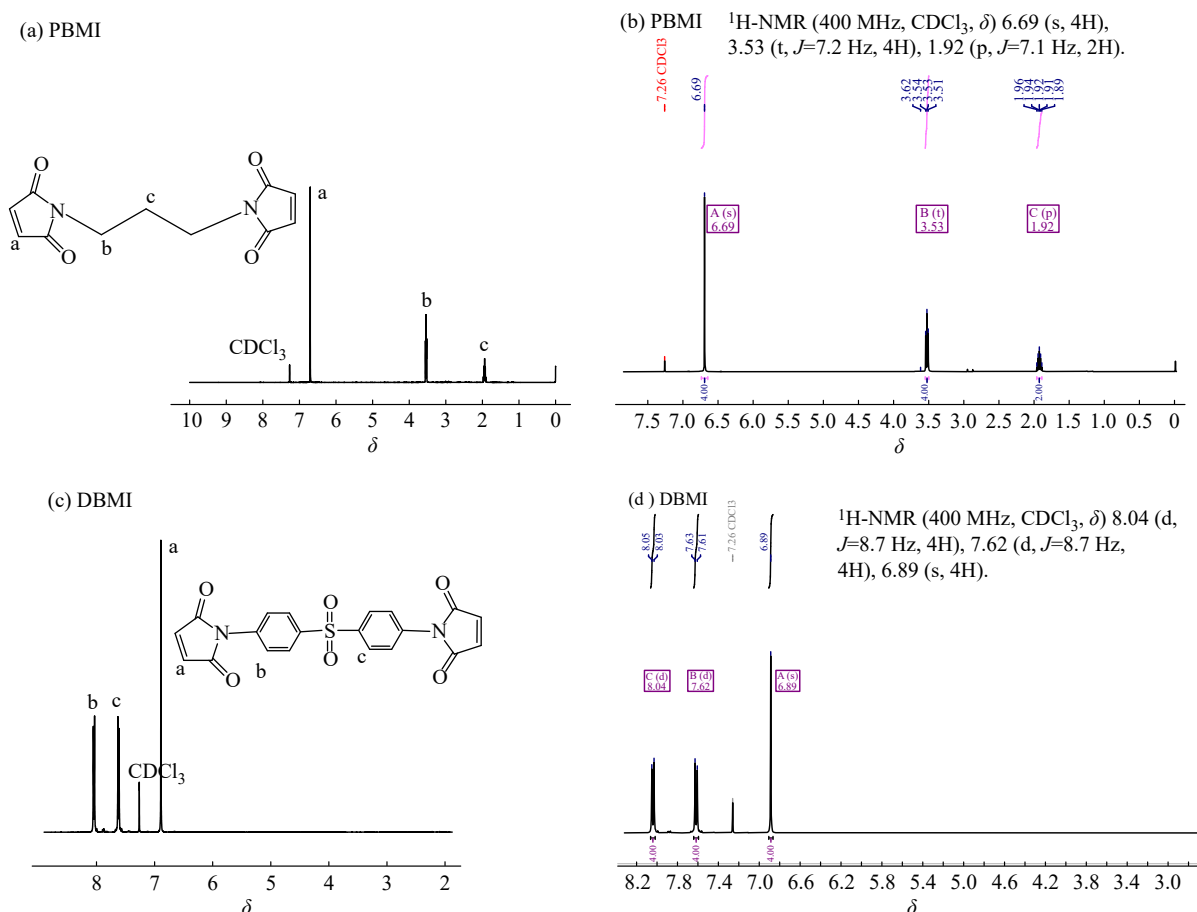 (a) PBMI
O
O
c
N
N
a
b
O
O
a
b
c
CDCl3
10 9 8 7 6 5 4 3 2 1 0
δ
(b) PBMI
1H-NMR (400 MHz, CDCl3, δ) 6.69 (s, 4H),
3.53 (t, J=7.2 Hz, 4H), 1.92 (p, J=7.1 Hz, 2H).
7.26 CDCl3
6.69
3.62
3.54
3.53
3.51
1.96
1.94
1.92
1.91
1.89
A (s)
6.69
B (t)
3.53
C (p)
1.92
4.00
4.00
2.00
7.5 7.0 6.5 6.0 5.5 5.0 4.5 4.0 3.5 3.0 2.5 2.0 1.5 1.0 0.5 0
δ
(c) DBMI
a
O
O
O
N
S
N
a
b
c
O
O
O
b
c
CDCl3
8 7 6 5 4 3 2
δ
(d ) DBMI
1H-NMR (400 MHz, CDCl3, δ) 8.04 (d,
J=8.7 Hz, 4H), 7.62 (d, J=8.7 Hz,
4H), 6.89 (s, 4H).
8.05
8.03
7.63
7.61
7.26 CDCl3
6.89
C (d)
8.04
B (d)
7.62
A (s)
6.89
4.00
4.00
4.00
8.2 7.8 7.4 7.0 6.6 6.2 5.8 5.4 5.0 4.6 4.2 3.8 3.4 3.0
δ